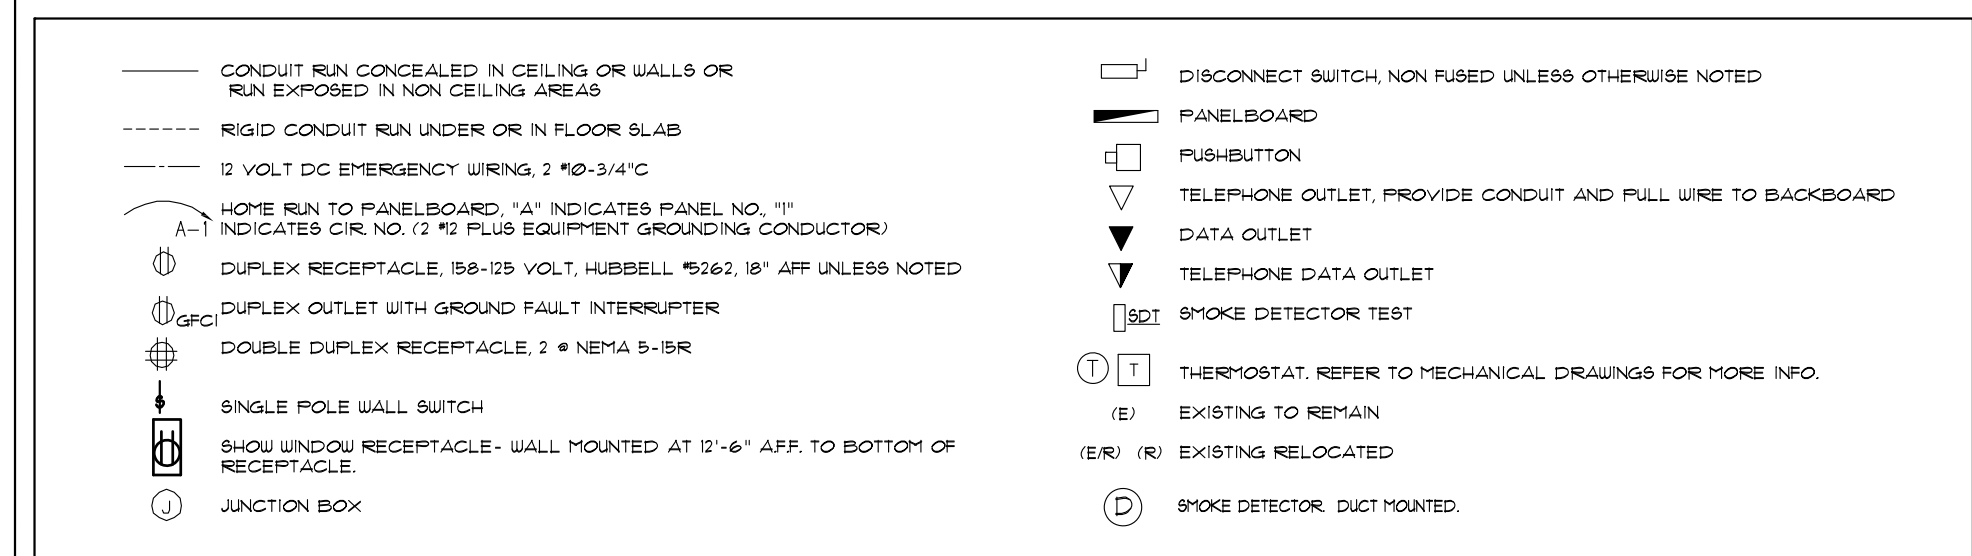 CONDUIT RUN CONCEALED IN CEILING OR WALLS OR
RUN EXPOSED IN NON CEILING AREAS
RIGID CONDUIT RUN UNDER OR IN FLOOR SLAB
12 VOLT DC EMERGENCY WIRING, 2 #10-3/4"C
HOME RUN TO PANELBOARD, "A" INDICATES PANEL NO., "1"
A-1 INDICATES CIR. NO. (2 #12 PLUS EQUIPMENT GROUNDING CONDUCTOR)
DUPLEX RECEPTACLE, 158-125 VOLT, HUBBELL #5262, 18" AFF UNLESS NOTED
GFCI DUPLEX OUTLET WITH GROUND FAULT INTERRUPTER
DOUBLE DUPLEX RECEPTACLE, 2 @ NEMA 5-15R
$ SINGLE POLE WALL SWITCH
SHOW WINDOW RECEPTACLE- WALL MOUNTED AT 12'-6" A.F.F. TO BOTTOM OF
RECEPTACLE.
J JUNCTION BOX
DISCONNECT SWITCH, NON FUSED UNLESS OTHERWISE NOTED
PANELBOARD
PUSHBUTTON
TELEPHONE OUTLET, PROVIDE CONDUIT AND PULL WIRE TO BACKBOARD
DATA OUTLET
TELEPHONE DATA OUTLET
SDT SMOKE DETECTOR TEST
T T THERMOSTAT. REFER TO MECHANICAL DRAWINGS FOR MORE INFO.
(E) EXISTING TO REMAIN
(E/R) (R) EXISTING RELOCATED
D SMOKE DETECTOR. DUCT MOUNTED.